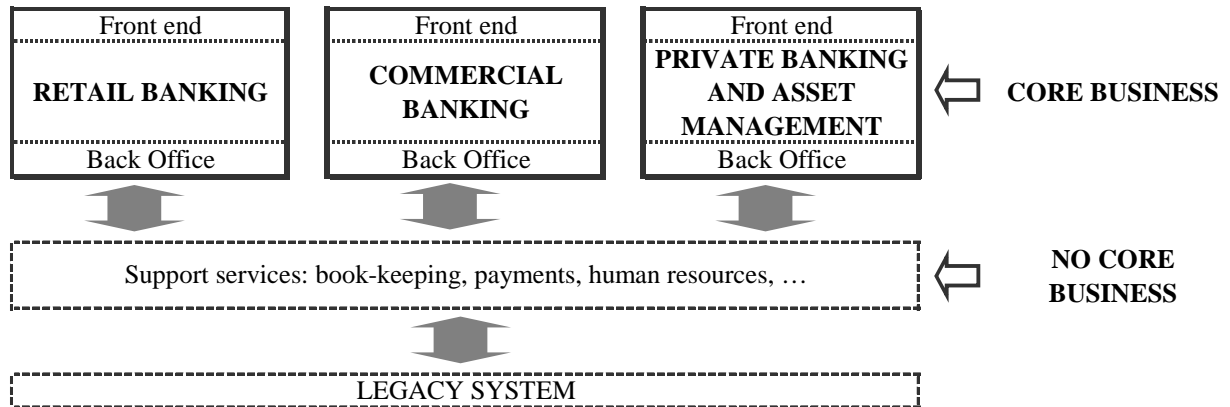 Front end
RETAIL BANKING
Back Office
Front end
COMMERCIAL
BANKING
Back Office
Front end
PRIVATE BANKING
AND ASSET
MANAGEMENT
Back Office
CORE BUSINESS
Support services: book-keeping, payments, human resources, …
NO CORE
BUSINESS
LEGACY SYSTEM